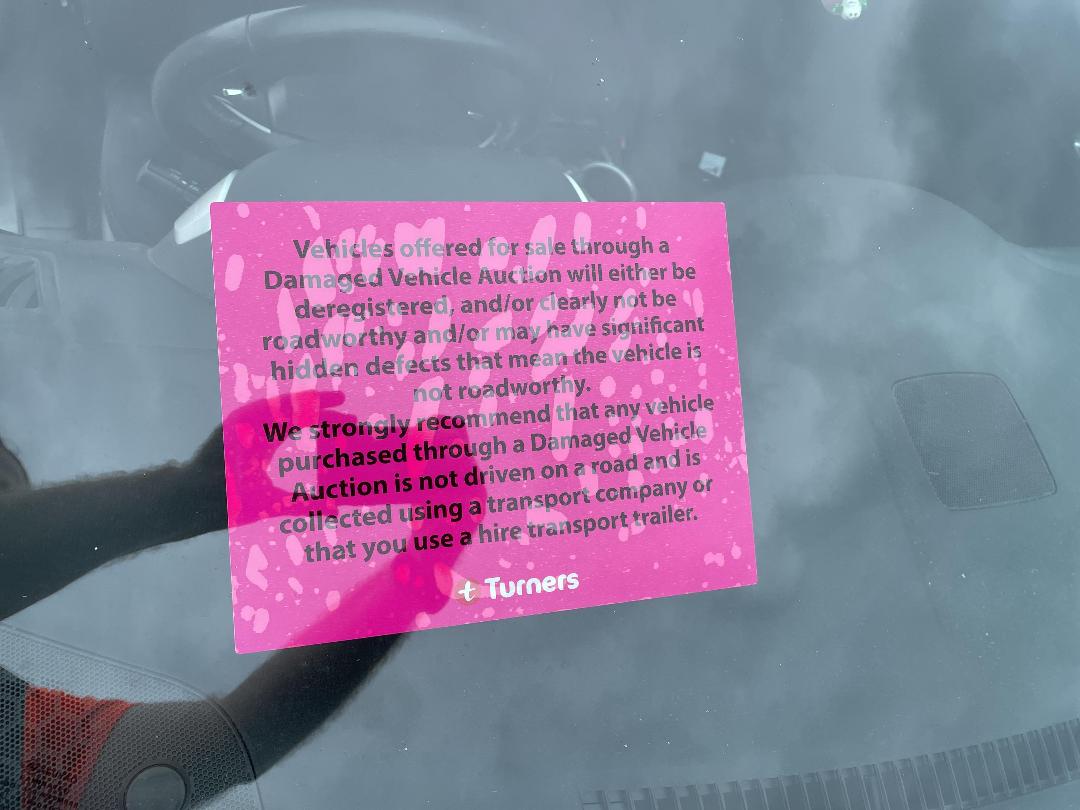 Vehicles offered for sale through a
Damaged Vehicle Auction will either be
deregistered, and/or clearly not be
roadworthy and/or may have significant
hidden defects that mean the vehicle is
not roadworthy.
We strongly recommend that any vehicle
purchased through a Damaged Vehicle
Auction is not driven on a road and is
collected using a transport company or
that you use a hire transport trailer.
t Turners